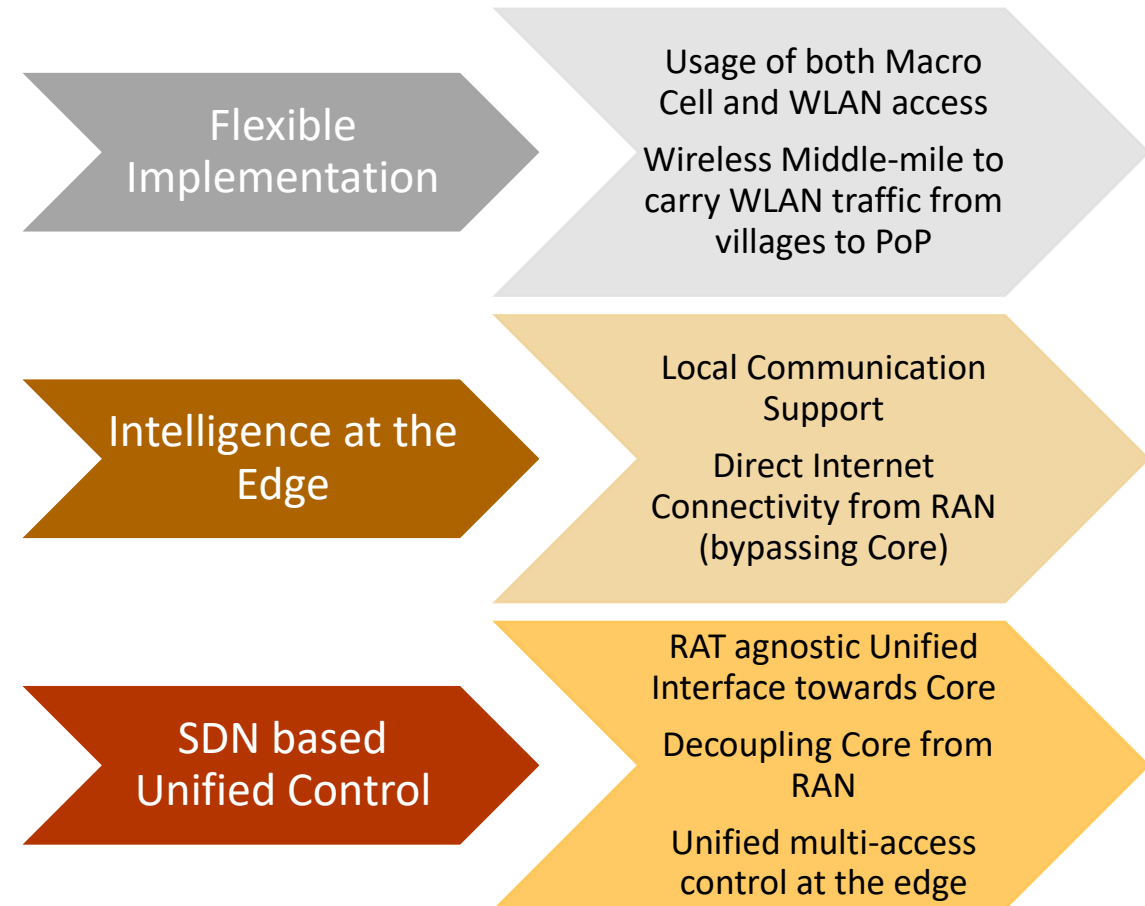 Flexible
Implementation
Usage of both Macro
Cell and WLAN access
Wireless Middle-mile to
carry WLAN traffic from
villages to PoP
Intelligence at the
Edge
Local Communication
Support
Direct Internet
Connectivity from RAN
(bypassing Core)
SDN based
Unified Control
RAT agnostic Unified
Interface towards Core
Decoupling Core from
RAN
Unified multi-access
control at the edge